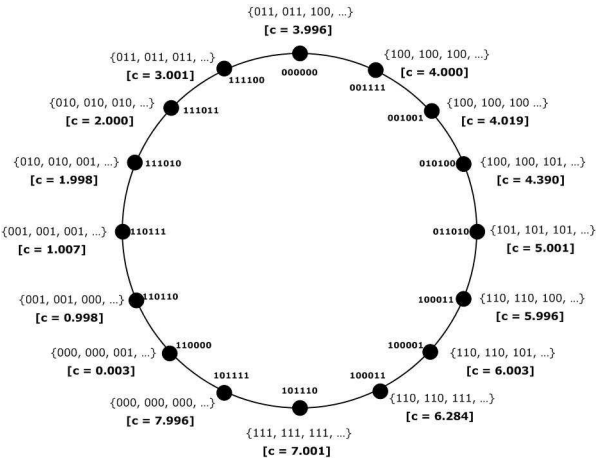 {011, 011, 100, …}
[c = 3.996]
000000
{100, 100, 100, …}
[c = 4.000]
001111
{100, 100, 100 …}
[c = 4.019]
001001
{100, 100, 101, …}
[c = 4.390]
010100
{101, 101, 101, …}
[c = 5.001]
011010
{110, 110, 100, …}
[c = 5.996]
100011
{110, 110, 101, …}
[c = 6.003]
100001
{110, 110, 111, …}
[c = 6.284]
100011
101110
{111, 111, 111, …}
[c = 7.001]
101111
{000, 000, 000, …}
[c = 7.996]
110000
{000, 000, 001, …}
[c = 0.003]
110110
{001, 001, 000, …}
[c = 0.998]
110111
{001, 001, 001, …}
[c = 1.007]
111010
{010, 010, 001, …}
[c = 1.998]
111011
{010, 010, 010, …}
[c = 2.000]
111100
{011, 011, 011, …}
[c = 3.001]